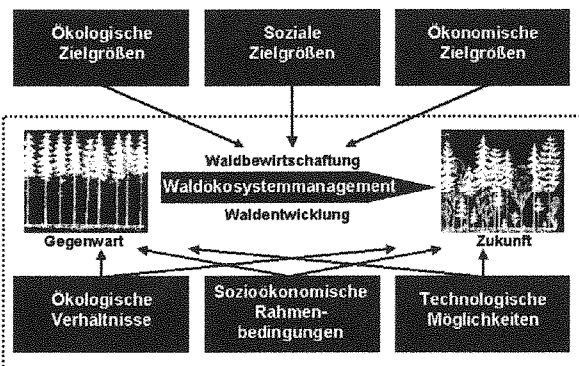 Ökologische
Zielgrößen
Soziale
Zielgrößen
Ökonomische
Zielgrößen
Waldbewirtschaftung
Waldökosystemmanagement
Waldentwicklung
Gegenwart
Zukunft
Ökologische
Verhältnisse
Sozioökonomische
Rahmen-
bedingungen
Technologische
Möglichkeiten